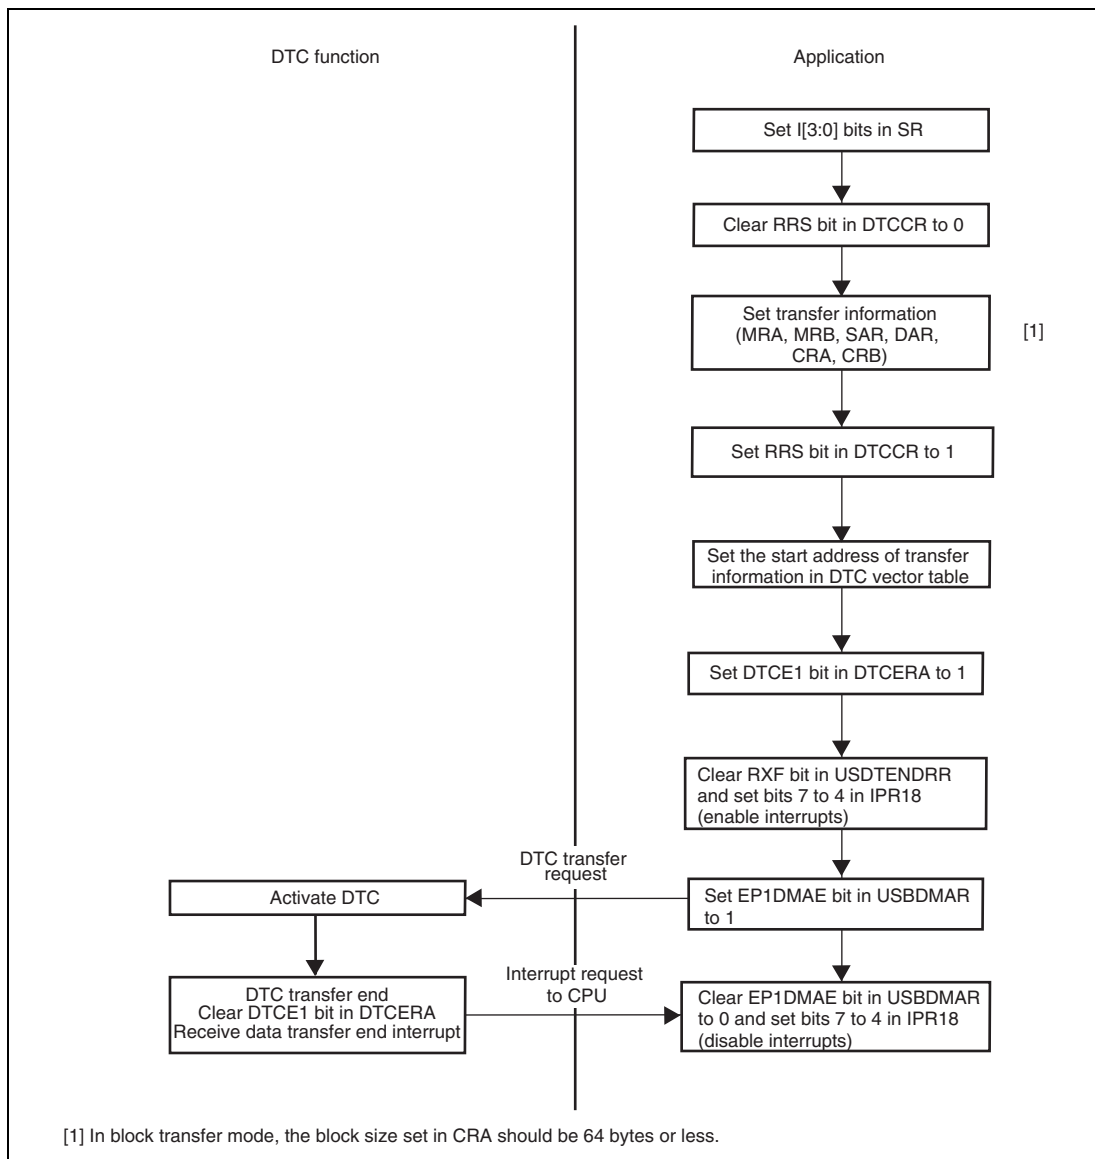 DTC function
Application
Set I[3:0] bits in SR
Clear RRS bit in DTCCR to 0
Set transfer information
(MRA, MRB, SAR, DAR,
CRA, CRB)
[1]
Set RRS bit in DTCCR to 1
Set the start address of transfer
information in DTC vector table
Set DTCE1 bit in DTCERA to 1
Clear RXF bit in USDTENDRR
and set bits 7 to 4 in IPR18
(enable interrupts)
DTC transfer
request
Activate DTC
Set EP1DMAE bit in USBDMAR
to 1
Interrupt request
to CPU
DTC transfer end
Clear DTCE1 bit in DTCERA
Receive data transfer end interrupt
Clear EP1DMAE bit in USBDMAR
to 0 and set bits 7 to 4 in IPR18
(disable interrupts)
[1] In block transfer mode, the block size set in CRA should be 64 bytes or less.